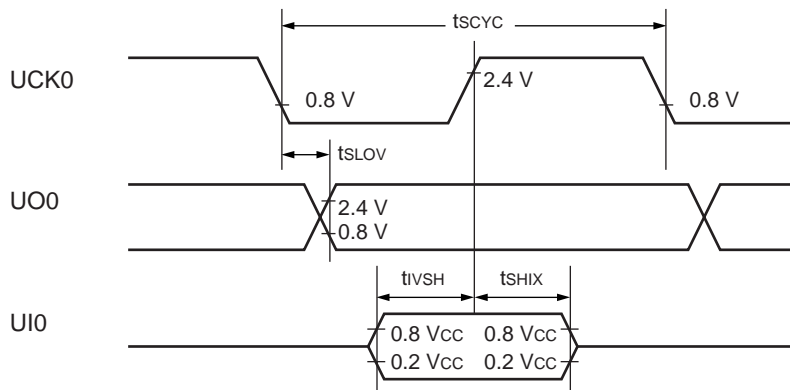 tSCYC
UCK0
0.8 V
2.4 V
0.8 V
tSLOV
UO0
2.4 V
0.8 V
tIVSH
tSHIX
UI0
0.8 VCC
0.8 VCC
0.2 VCC
0.2 VCC